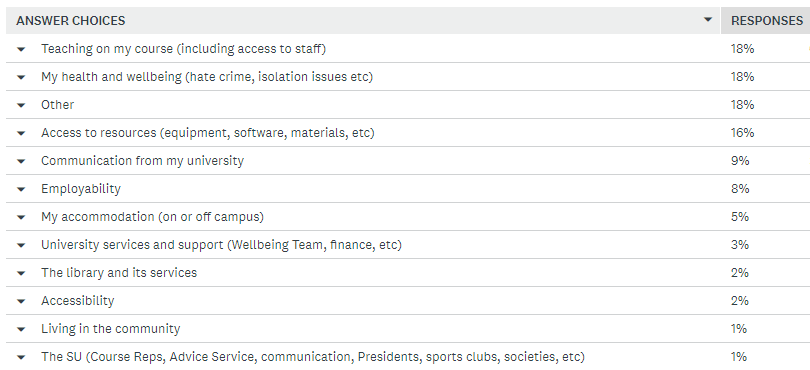 ANSWER CHOICES RESPONSES
Teaching on my course (including access to staff) 18%
My health and wellbeing (hate crime, isolation issues etc) 18%
Other 18%
Access to resources (equipment, software, materials, etc) 16%
Communication from my university 9%
Employability 8%
My accommodation (on or off campus) 5%
University services and support (Wellbeing Team, finance, etc) 3%
The library and its services 2%
Accessibility 2%
Living in the community 1%
The SU (Course Reps, Advice Service, communication, Presidents, sports clubs, societies, etc) 1%